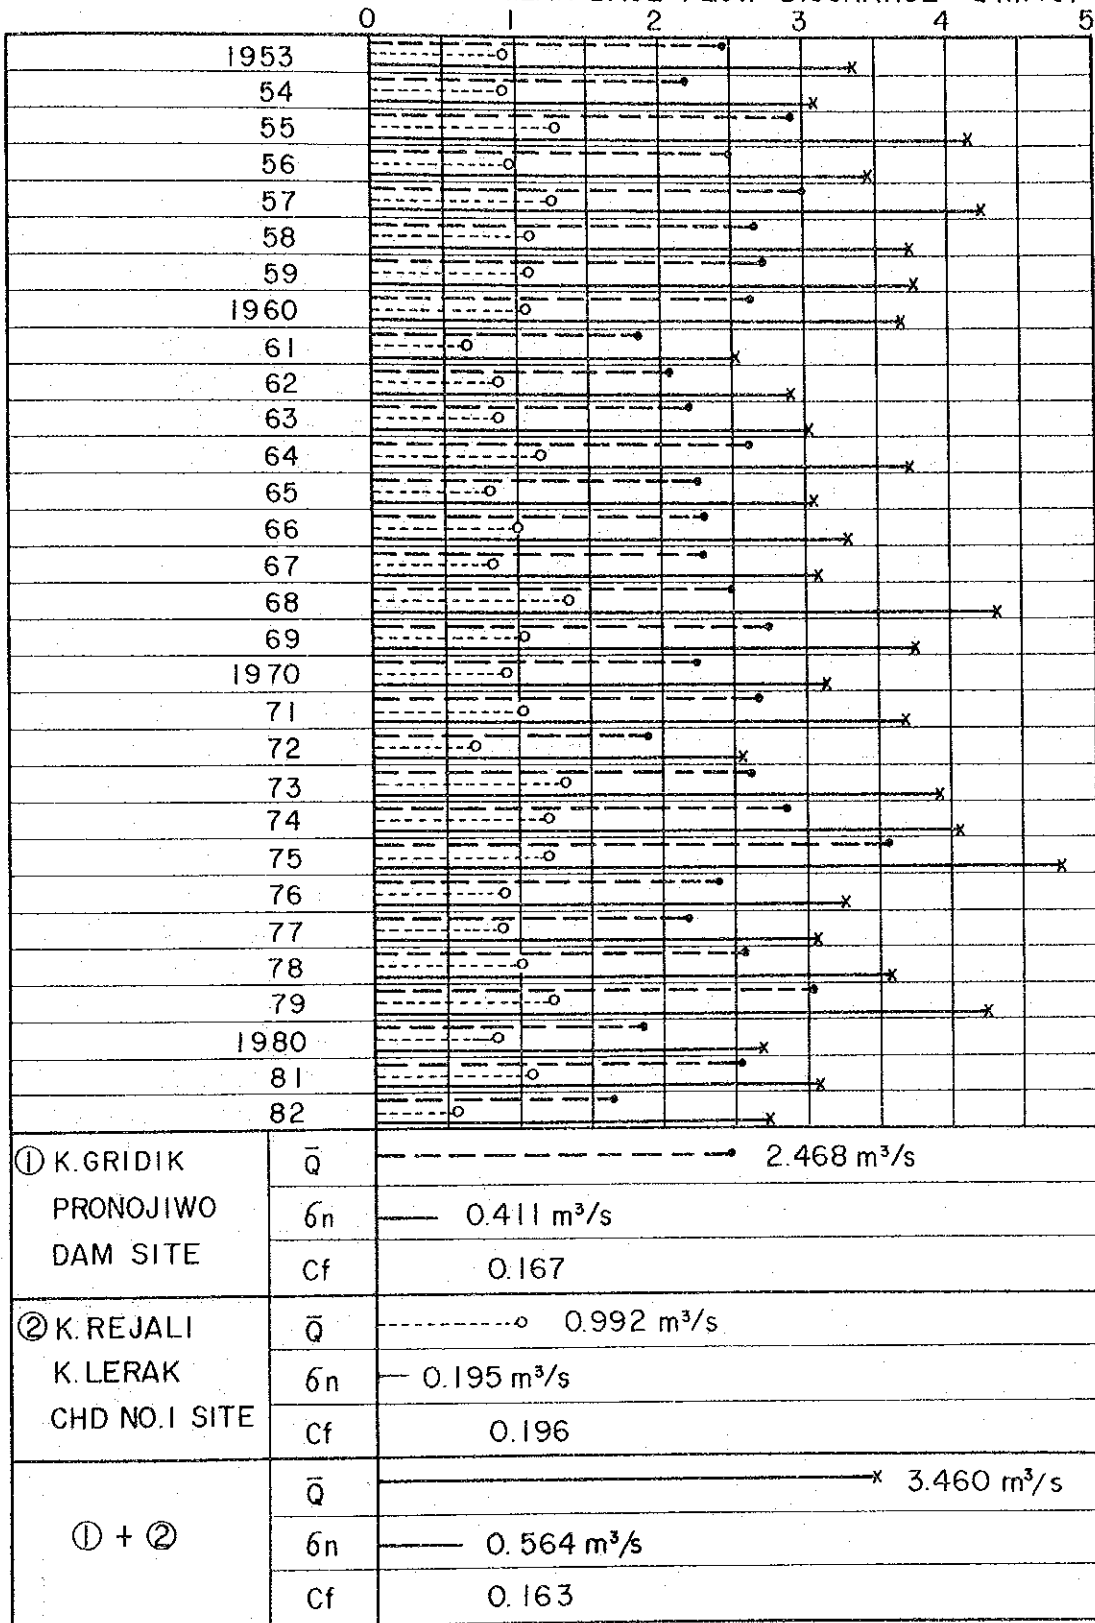 0 1 2 3 4 5
1953
54
55
56
57
58
59
1960
61
62
63
64
65
66
67
68
69
1970
71
72
73
74
75
76
77
78
79
1980
81
82
① K.GRIDIK
PRONOJIWO
DAM SITE
Q̄ 2.468 m³/s
σn 0.411 m³/s
Cf 0.167
② K.REJALI
K.LERAK
CHD NO.1 SITE
Q̄ 0.992 m³/s
σn 0.195 m³/s
Cf 0.196
① + ②
Q̄ 3.460 m³/s
σn 0.564 m³/s
Cf 0.163